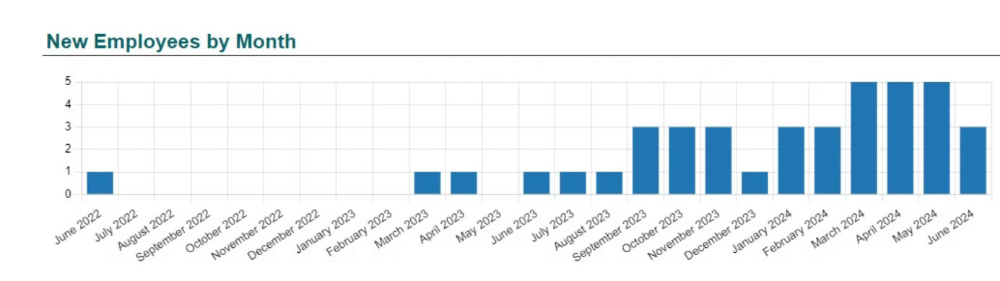 New Employees by Month
5
4
3
2
1
0
June 2022
July 2022
August 2022
September 2022
October 2022
November 2022
December 2022
January 2023
February 2023
March 2023
April 2023
May 2023
June 2023
July 2023
August 2023
September 2023
October 2023
November 2023
December 2023
January 2024
February 2024
March 2024
April 2024
May 2024
June 2024